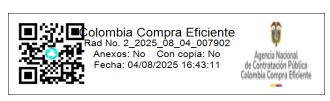 Colombia Compra Eficiente
Rad No. 2_2025_08_04_007902
Anexos: No Con copia: No
Fecha: 04/08/2025 16:43:11
Agencia Nacional
de Contratación Pública
Colombia Compra Eficiente